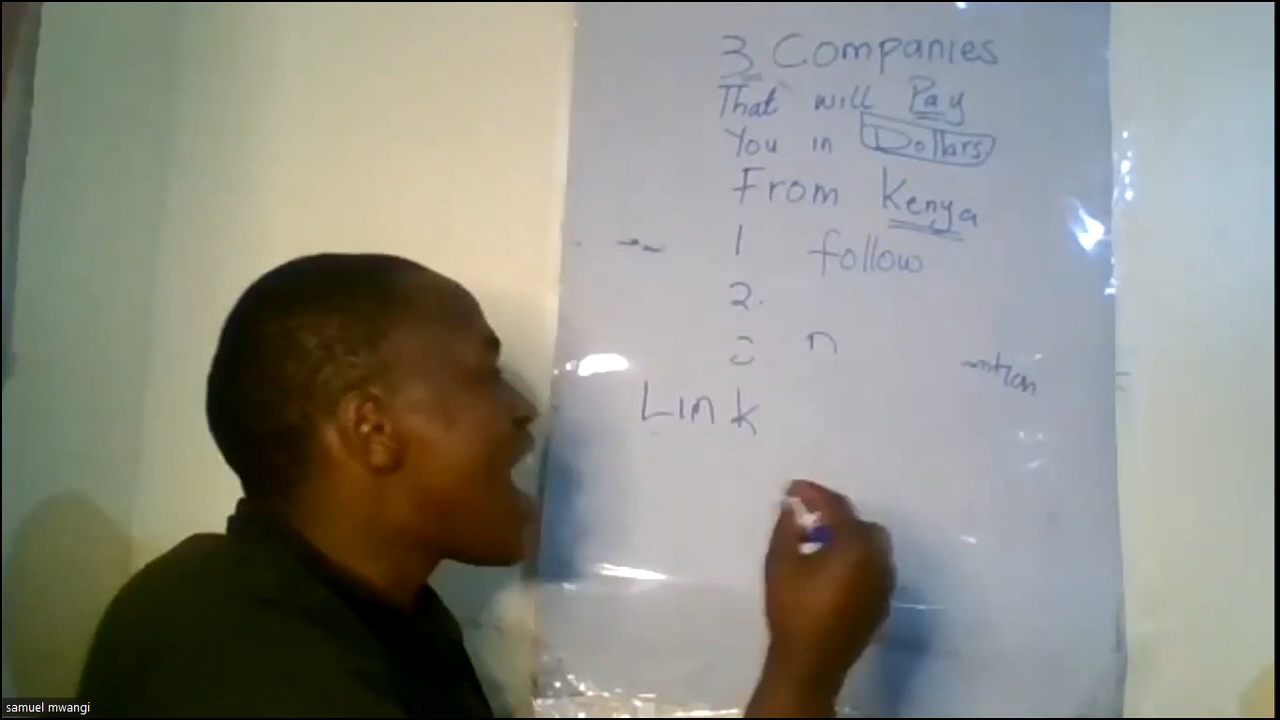 3 Companies
That will Pay
You in Dollars
From Kenya
1 follow
2.
n
Link
samuel mwangi